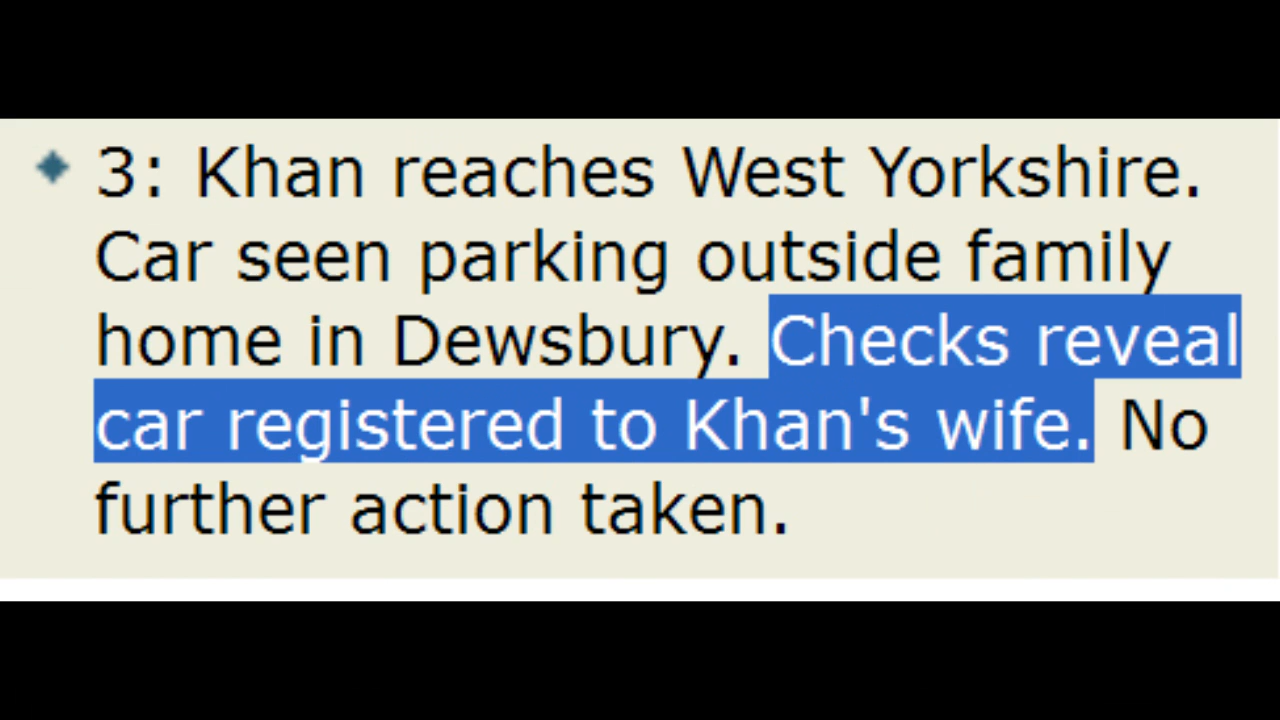 3: Khan reaches West Yorkshire.
Car seen parking outside family
home in Dewsbury. Checks reveal
car registered to Khan's wife. No
further action taken.